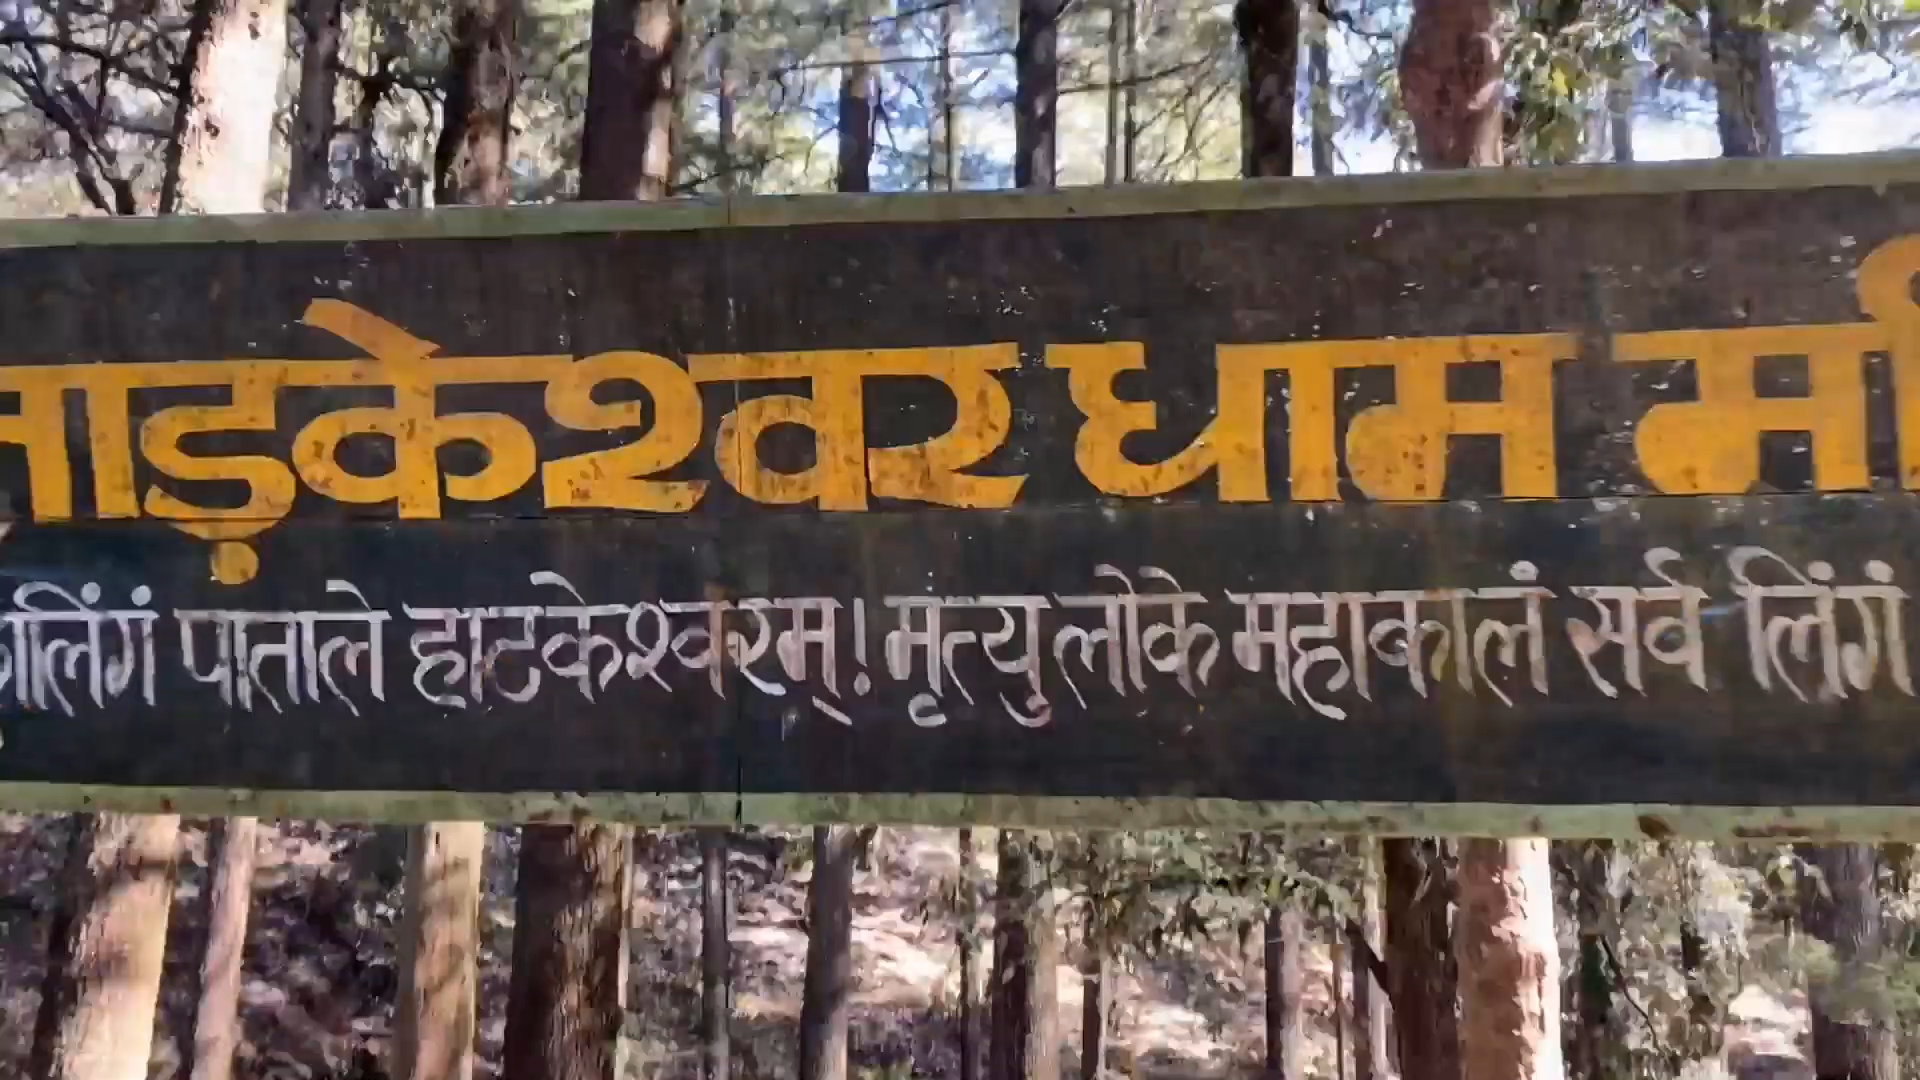 ताड़केश्वर धाम
लिंगं पाताले हाटकेश्वरम्! मृत्यु लोके महाकालं सर्व लिंगं